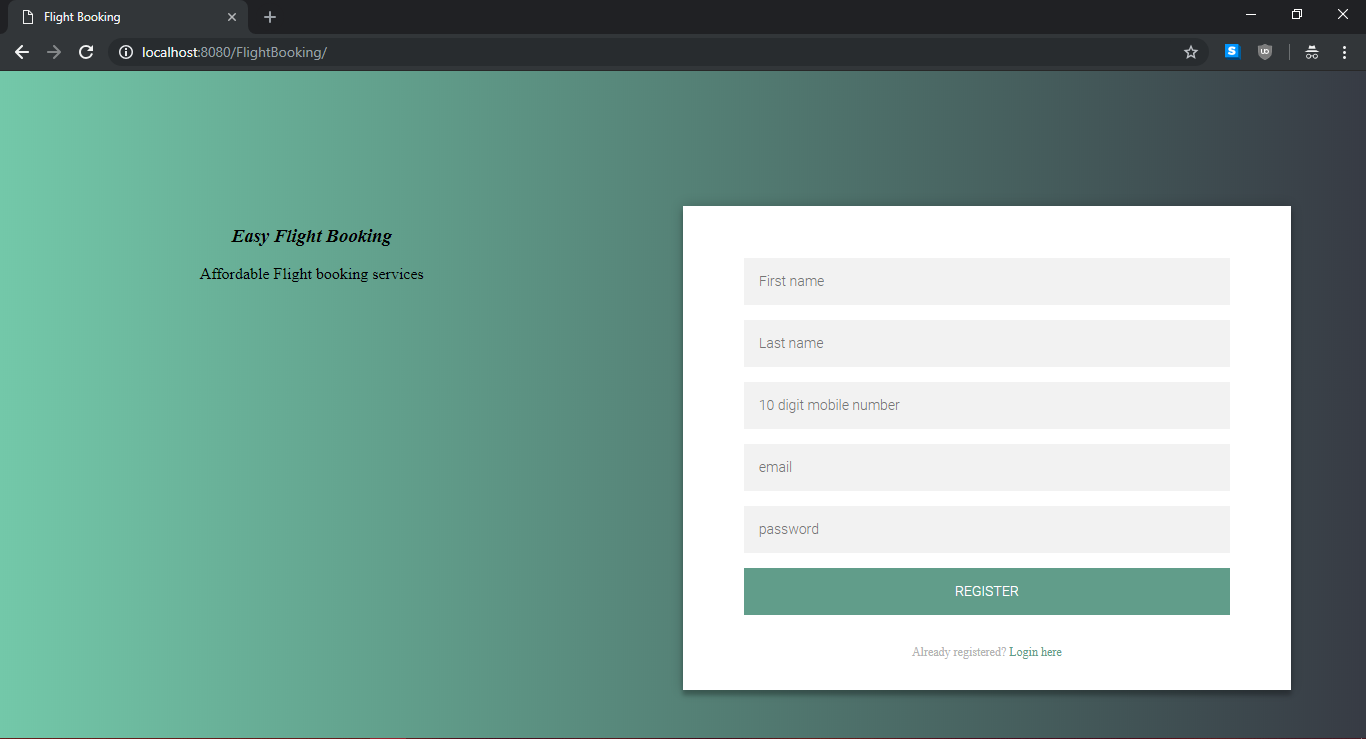 Flight Booking
localhost:8080/FlightBooking/
S
UO
Easy Flight Booking
Affordable Flight booking services
First name
Last name
10 digit mobile number
email
password
REGISTER
Already registered? Login here